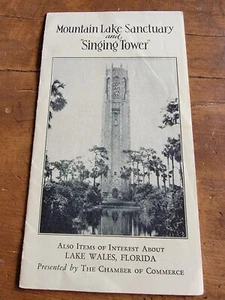 Mountain Lake Sanctuary
and
"Singing Tower"
ALSO ITEMS OF INTEREST ABOUT
LAKE WALES, FLORIDA
Presented by THE CHAMBER OF COMMERCE